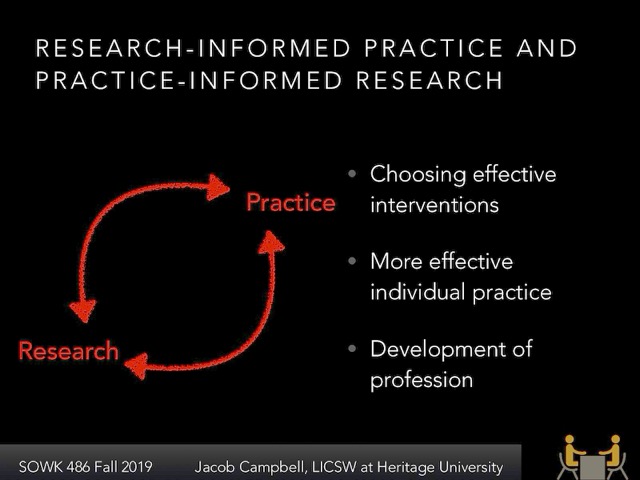 RESEARCH-INFORMED PRACTICE AND
PRACTICE-INFORMED RESEARCH
Practice
Research
• Choosing effective
interventions
• More effective
individual practice
• Development of
profession
SOWK 486 Fall 2019 Jacob Campbell, LICSW at Heritage University